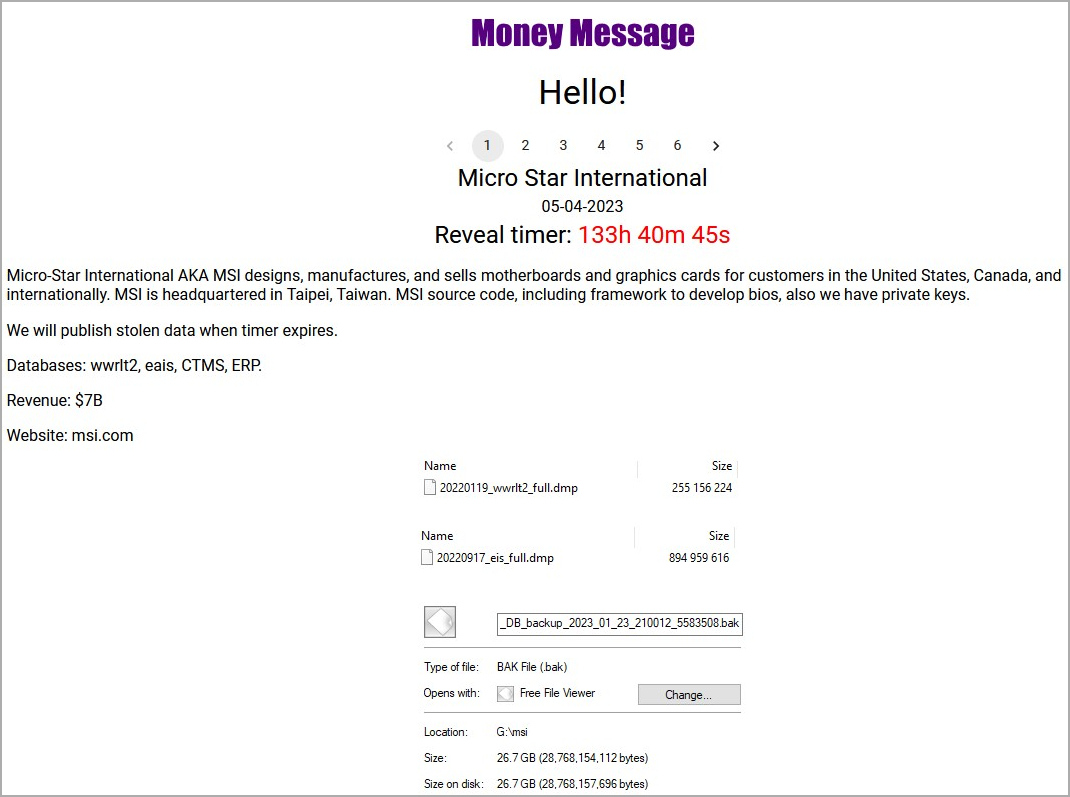 Money Message
Hello!
‹ 1 2 3 4 5 6 ›
Micro Star International
05-04-2023
Reveal timer: 133h 40m 45s
Micro-Star International AKA MSI designs, manufactures, and sells motherboards and graphics cards for customers in the United States, Canada, and
internationally. MSI is headquartered in Taipei, Taiwan. MSI source code, including framework to develop bios, also we have private keys.
We will publish stolen data when timer expires.
Databases: wwrlt2, eais, CTMS, ERP.
Revenue: $7B
Website: msi.com
Name Size
20220119_wwrlt2_full.dmp 255 156 224
Name Size
20220917_eis_full.dmp 894 959 616
_DB_backup_2023_01_23_210012_5583508.bak
Type of file: BAK File (.bak)
Opens with: Free File Viewer Change...
Location: G:\msi
Size: 26.7 GB (28,768,154,112 bytes)
Size on disk: 26.7 GB (28,768,157,696 bytes)